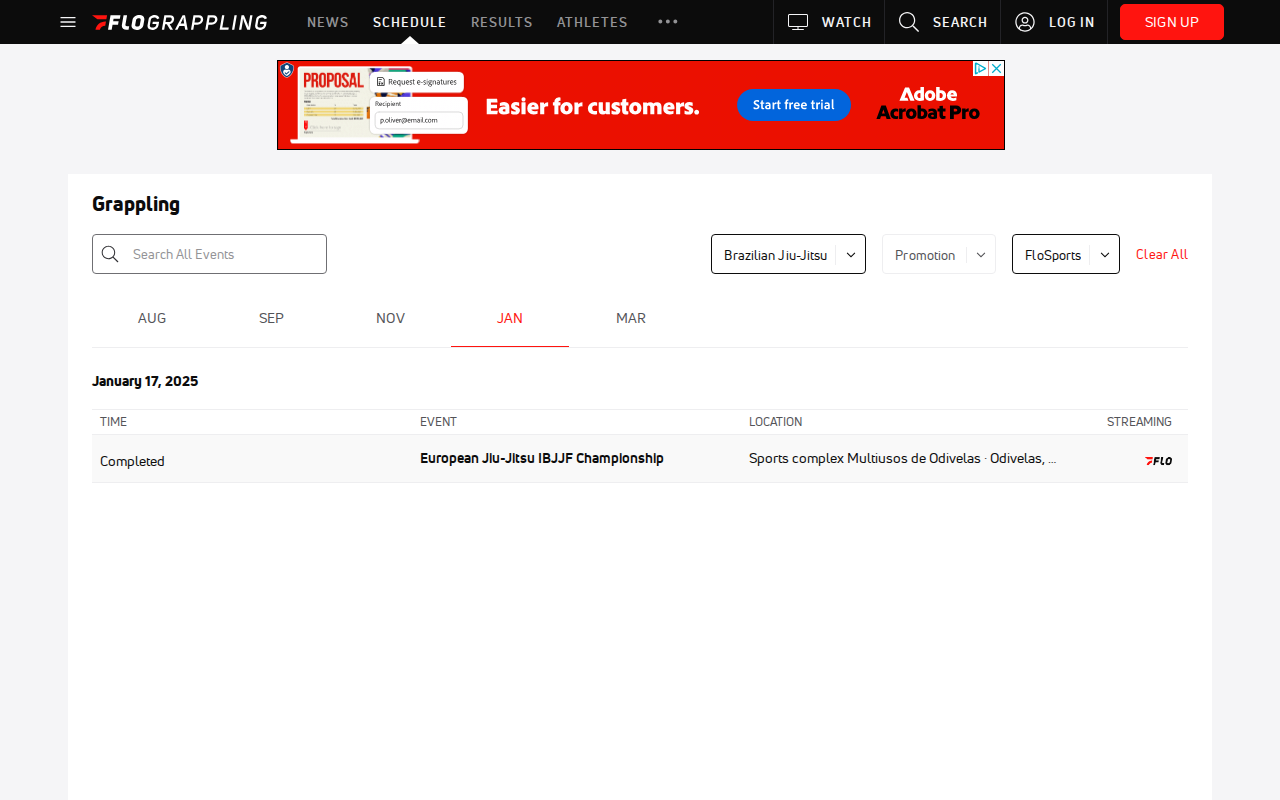 FLOGRAPPLING NEWS SCHEDULE RESULTS ATHLETES ••• WATCH SEARCH LOG IN SIGN UP
PROPOSAL
Request e-signatures
Recipient
p.oliver@email.com
Easier for customers.
Start free trial
Adobe
Acrobat Pro
Grappling
Search All Events
Brazilian Jiu-Jitsu
Promotion
FloSports
Clear All
AUG SEP NOV JAN MAR
January 17, 2025
TIME EVENT LOCATION STREAMING
Completed European Jiu-Jitsu IBJJF Championship Sports complex Multiusos de Odivelas · Odivelas, ... FLO